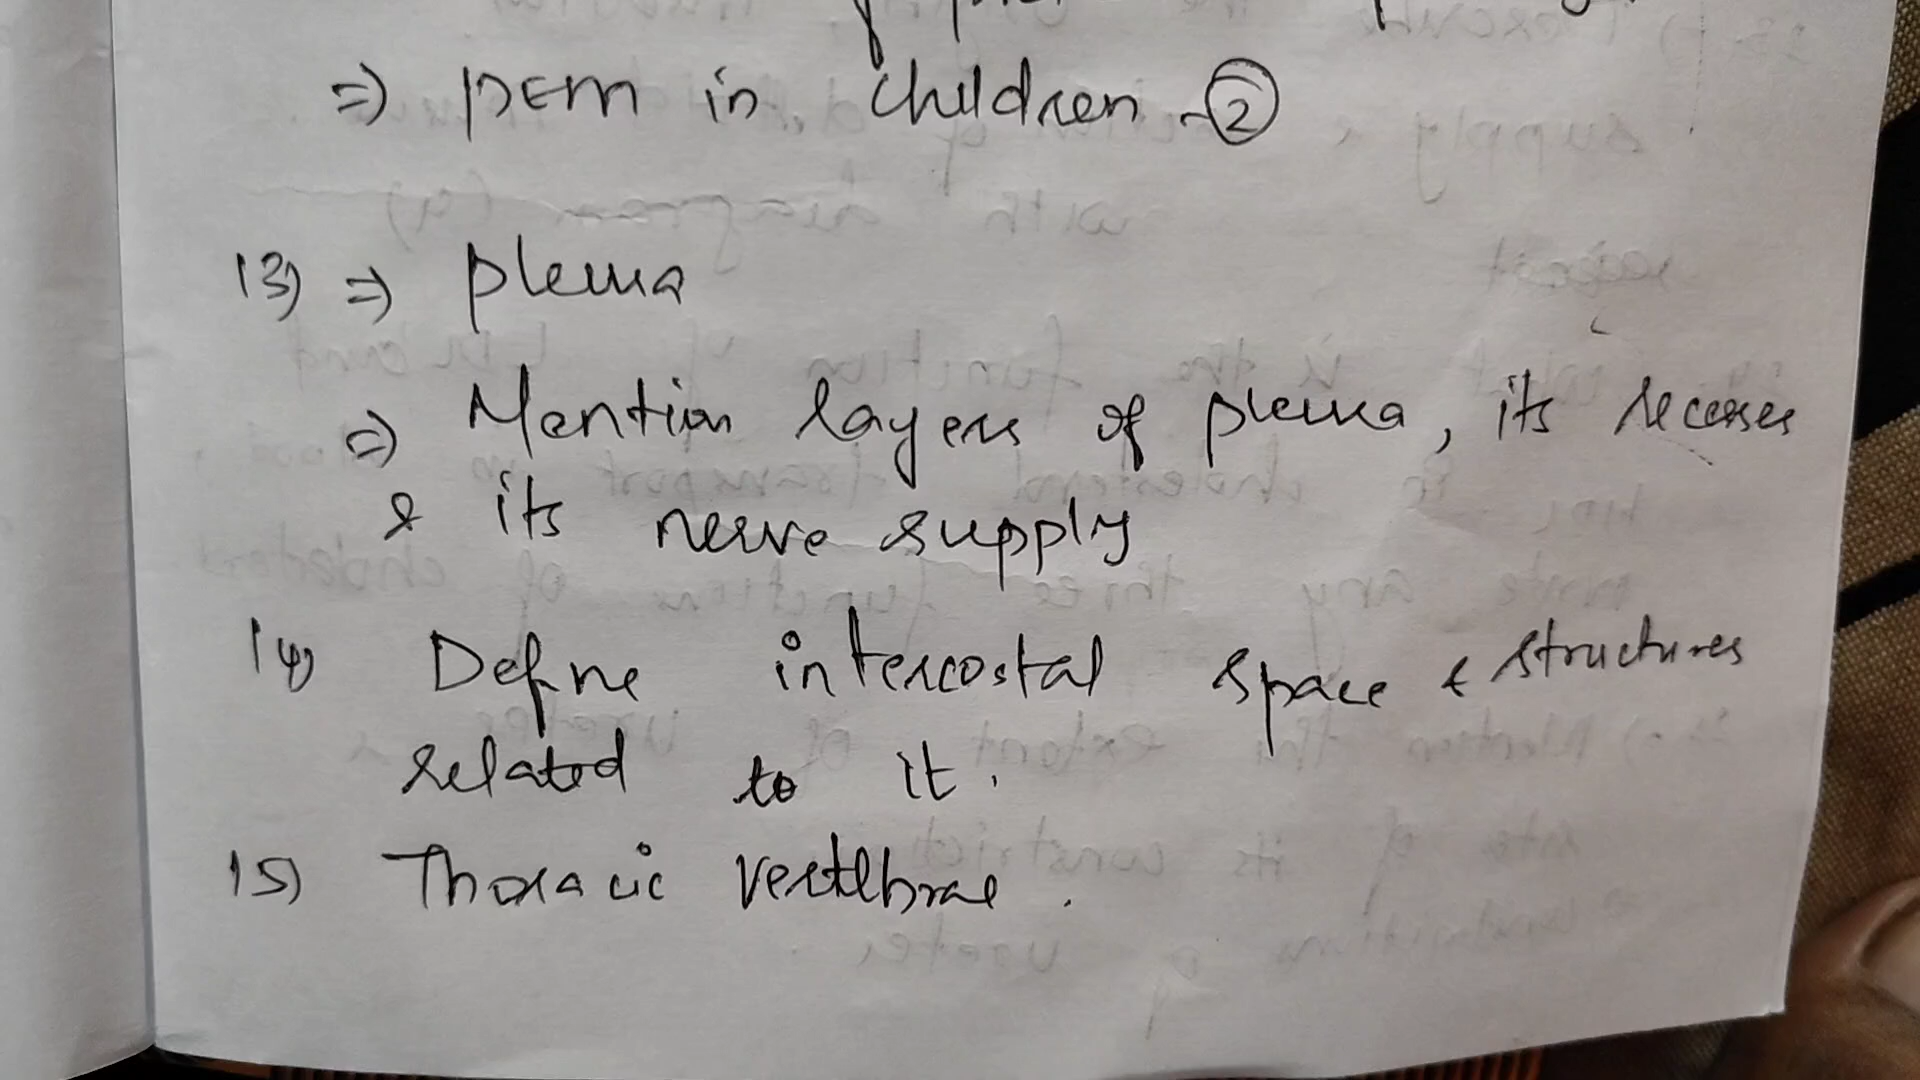 => PEM in children - ②
13) => pleura
=> Mention layers of pleura, its recesses
& its nerve supply
14) Define intercostal space & structures
related to it.
15) Thoracic vertebrae.